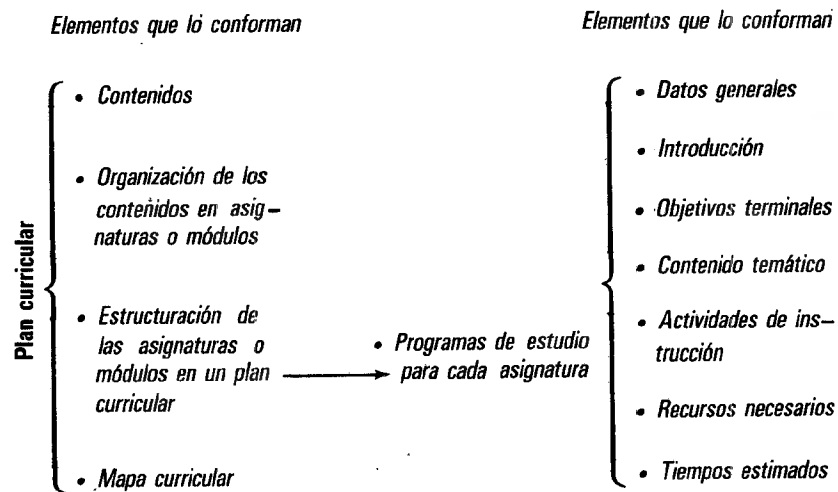 Elementos que lo conforman
Plan curricular
• Contenidos
• Organización de los
contenidos en asig–
naturas o módulos
• Estructuración de
las asignaturas o
módulos en un plan
curricular
• Mapa curricular
• Programas de estudio
para cada asignatura
Elementos que lo conforman
• Datos generales
• Introducción
• Objetivos terminales
• Contenido temático
• Actividades de ins–
trucción
• Recursos necesarios
• Tiempos estimados